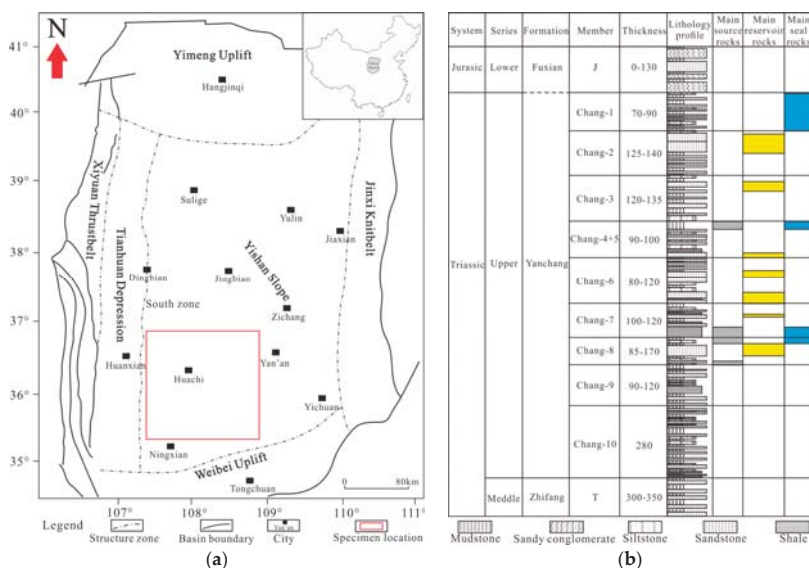 N
41°
40°
39°
38°
37°
36°
35°
107°
108°
109°
110°
111°
Yimeng Uplift
Hangjinqi
Xiyuan Thrustbelt
Tianhuan Depression
Jinxi Knitbelt
Sulige
Yulin
Jiaxian
Yishan Slope
Dingbian
Jingbian
South zone
Zichang
Huanxian
Yan'an
Huachi
Yichuan
Ningxian
Weibei Uplift
Tongchuan
0 80km
Legend
Structure zone
Basin boundary
Yan'an
City
Specimen location
(a)
System Series Formation Member Thickness Lithology profile Main source rocks Main reservoir rocks Main seal rocks
Jurasic Lower Fuxian J 0-130
Triassic Upper Yanchang
Chang-1 70-90
Chang-2 125-140
Chang-3 120-135
Chang-4+5 90-100
Chang-6 80-120
Chang-7 100-120
Chang-8 85-170
Chang-9 90-120
Chang-10 280
Meddle Zhifang T 300-350
Mudstone
Sandy conglomerate
Siltstone
Sandstone
Shale
(b)